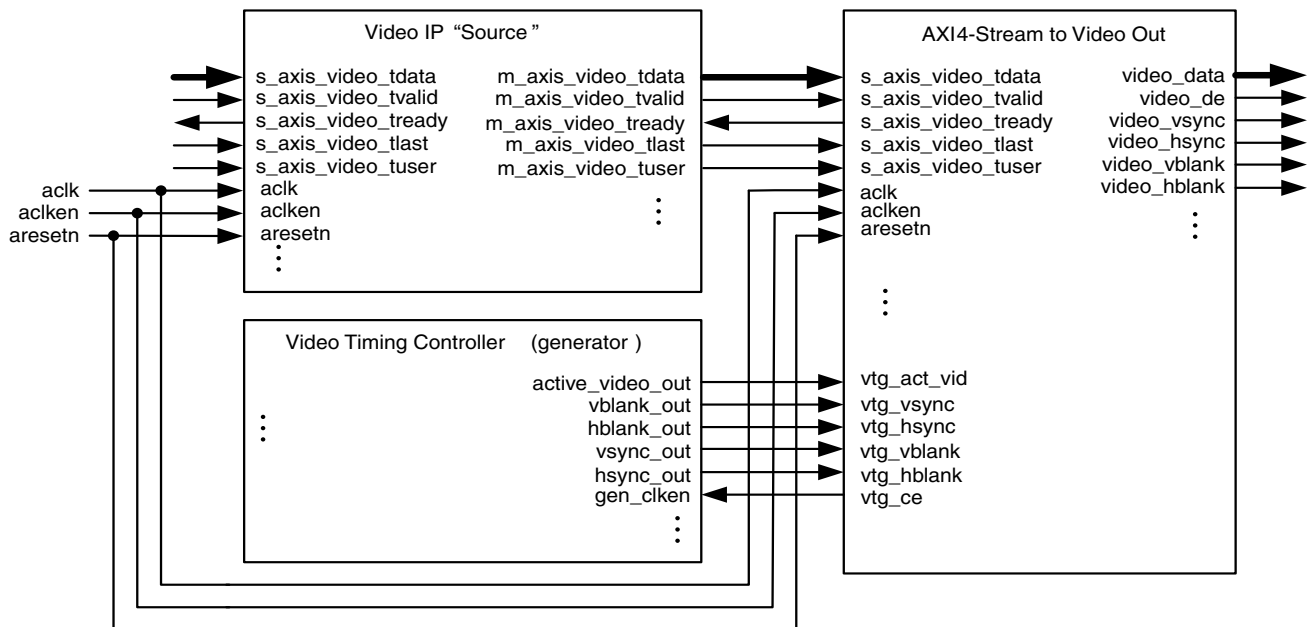 Video IP “Source”
s_axis_video_tdata
s_axis_video_tvalid
s_axis_video_tready
s_axis_video_tlast
s_axis_video_tuser
aclk
aclken
aresetn
m_axis_video_tdata
m_axis_video_tvalid
m_axis_video_tready
m_axis_video_tlast
m_axis_video_tuser
aclk
aclken
aresetn
Video Timing Controller (generator)
active_video_out
vblank_out
hblank_out
vsync_out
hsync_out
gen_clken
AXI4-Stream to Video Out
s_axis_video_tdata
s_axis_video_tvalid
s_axis_video_tready
s_axis_video_tlast
s_axis_video_tuser
aclk
aclken
aresetn
vtg_act_vid
vtg_vsync
vtg_hsync
vtg_vblank
vtg_hblank
vtg_ce
video_data
video_de
video_vsync
video_hsync
video_vblank
video_hblank